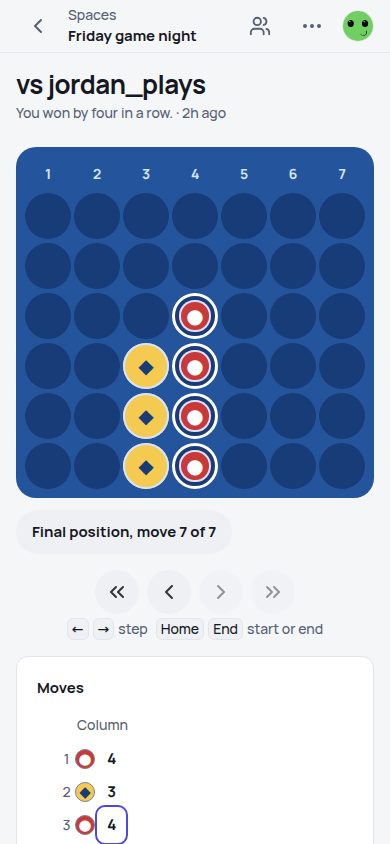 Spaces
Friday game night
vs jordan_plays
You won by four in a row. · 2h ago
1 2 3 4 5 6 7
Final position, move 7 of 7
← → step Home End start or end
Moves
Column
1 4
2 3
3 4